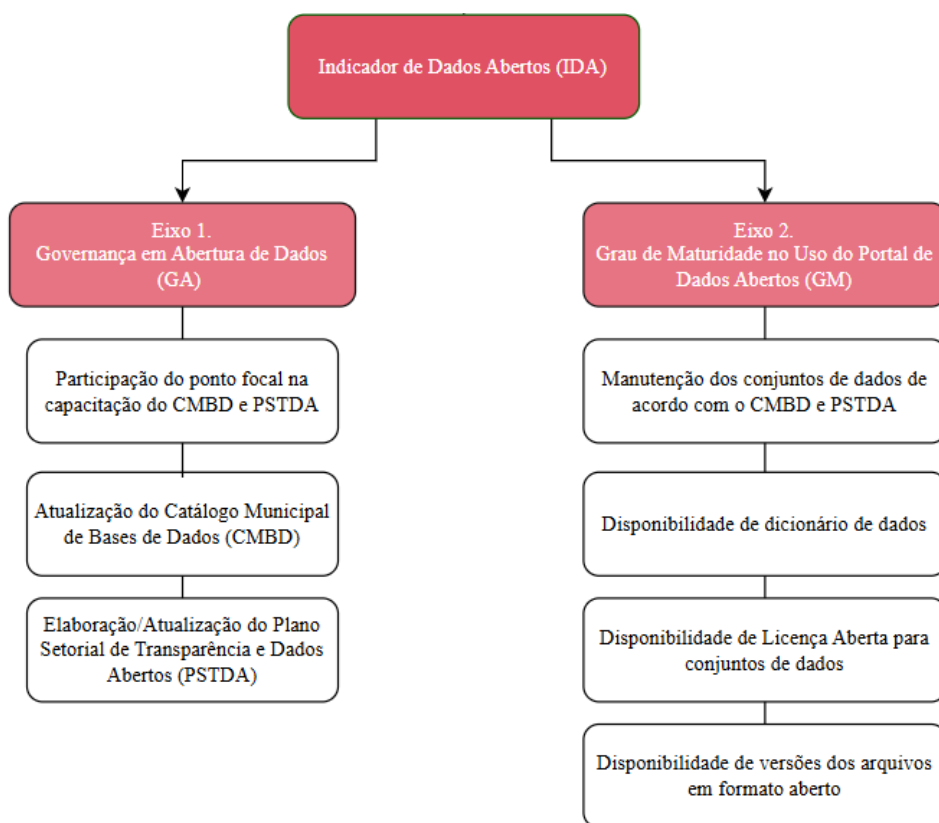 Indicador de Dados Abertos (IDA)
Eixo 1.
Governança em Abertura de Dados
(GA)
Participação do ponto focal na
capacitação do CMBD e PSTDA
Atualização do Catálogo Municipal
de Bases de Dados (CMBD)
Elaboração/Atualização do Plano
Setorial de Transparência e Dados
Abertos (PSTDA)
Eixo 2.
Grau de Maturidade no Uso do Portal de
Dados Abertos (GM)
Manutenção dos conjuntos de dados de
acordo com o CMBD e PSTDA
Disponibilidade de dicionário de dados
Disponibilidade de Licença Aberta para
conjuntos de dados
Disponibilidade de versões dos arquivos
em formato aberto